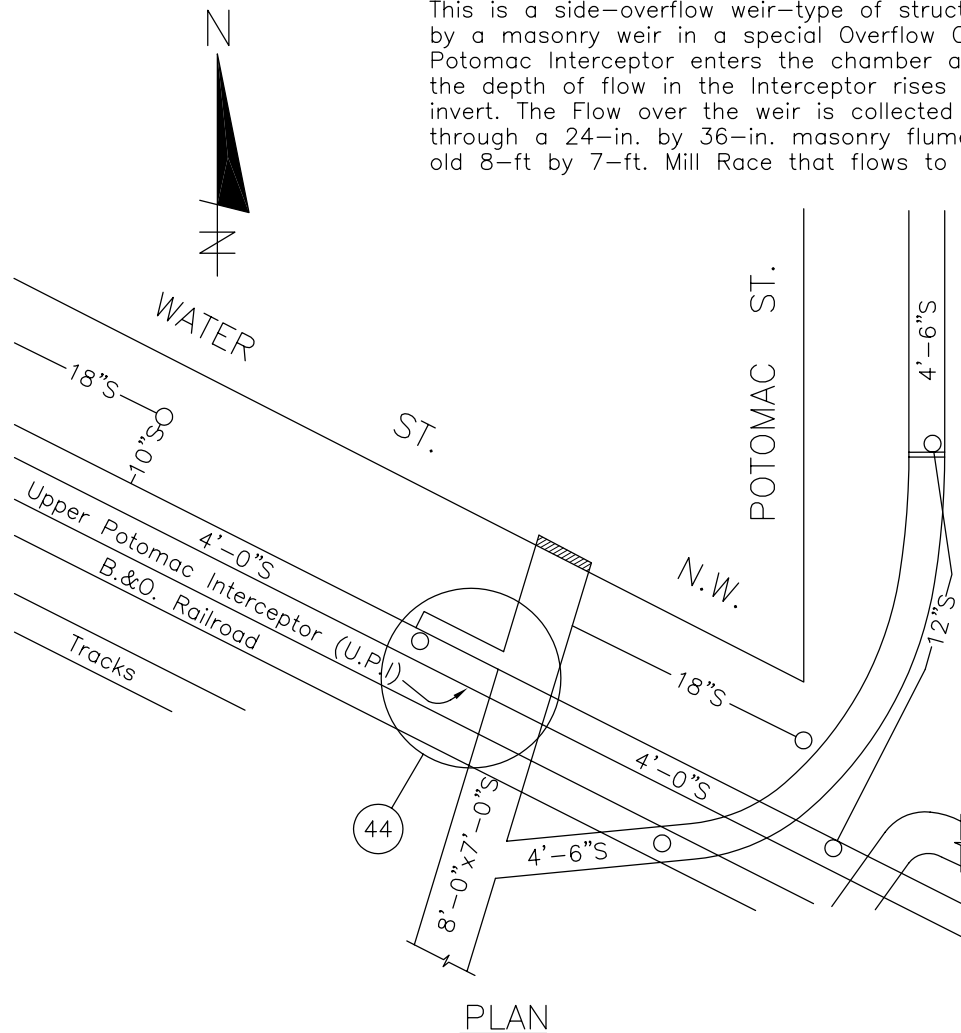 This is a side-overflow weir-type of struct
by a masonry weir in a special Overflow
Potomac Interceptor enters the chamber a
the depth of flow in the Interceptor rises
invert. The Flow over the weir is collected
through a 24-in. by 36-in. masonry flume
old 8-ft by 7-ft. Mill Race that flows to
N
N
WATER
ST.
N.W.
POTOMAC ST.
4'-6"S
18"S
10"S
4'-0"S
Upper Potomac Interceptor (U.P.I)
B.&O. Railroad
Tracks
12"S
18"S
4'-0"S
44
4'-6"S
8'-0"x7'-0"S
PLAN